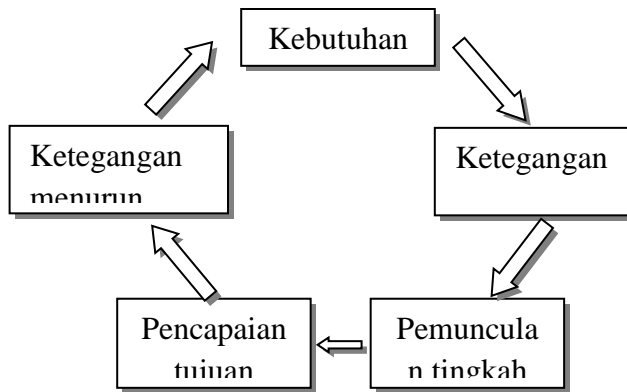 Kebutuhan
Ketegangan
Pemuncula
n tingkah
Pencapaian
tujuan
Ketegangan
menurun